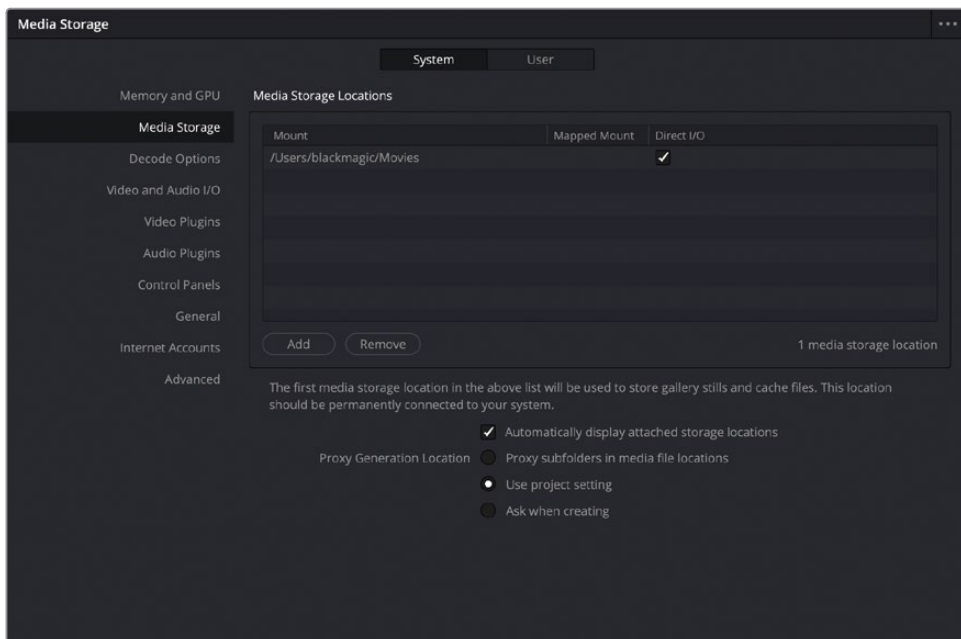 Media Storage
System User
Memory and GPU
Media Storage
Decode Options
Video and Audio I/O
Video Plugins
Audio Plugins
Control Panels
General
Internet Accounts
Advanced
Media Storage Locations
Mount Mapped Mount Direct I/O
/Users/blackmagic/Movies
Add Remove 1 media storage location
The first media storage location in the above list will be used to store gallery stills and cache files. This location
should be permanently connected to your system.
Automatically display attached storage locations
Proxy Generation Location Proxy subfolders in media file locations
Use project setting
Ask when creating